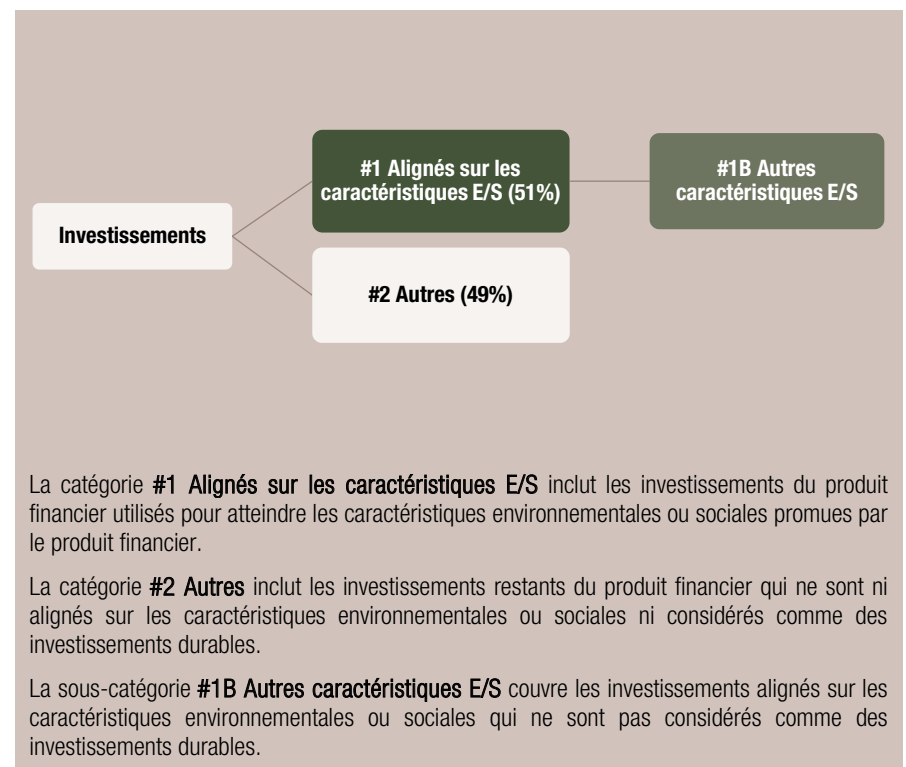 #1 Alignés sur les
caractéristiques E/S (51%)
#1B Autres
caractéristiques E/S
Investissements
#2 Autres (49%)
La catégorie #1 Alignés sur les caractéristiques E/S inclut les investissements du produit
financier utilisés pour atteindre les caractéristiques environnementales ou sociales promues par
le produit financier.
La catégorie #2 Autres inclut les investissements restants du produit financier qui ne sont ni
alignés sur les caractéristiques environnementales ou sociales ni considérés comme des
investissements durables.
La sous-catégorie #1B Autres caractéristiques E/S couvre les investissements alignés sur les
caractéristiques environnementales ou sociales qui ne sont pas considérés comme des
investissements durables.